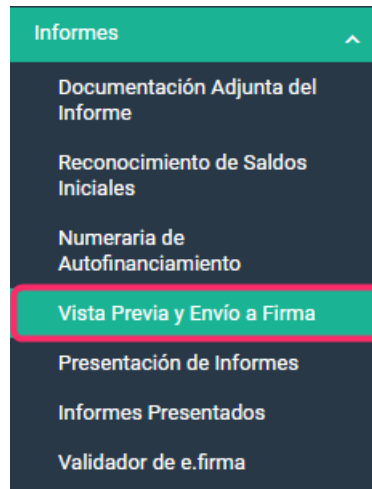 Informes
Documentación Adjunta del
Informe
Reconocimiento de Saldos
Iniciales
Numeraria de
Autofinanciamiento
Vista Previa y Envío a Firma
Presentación de Informes
Informes Presentados
Validador de e.firma